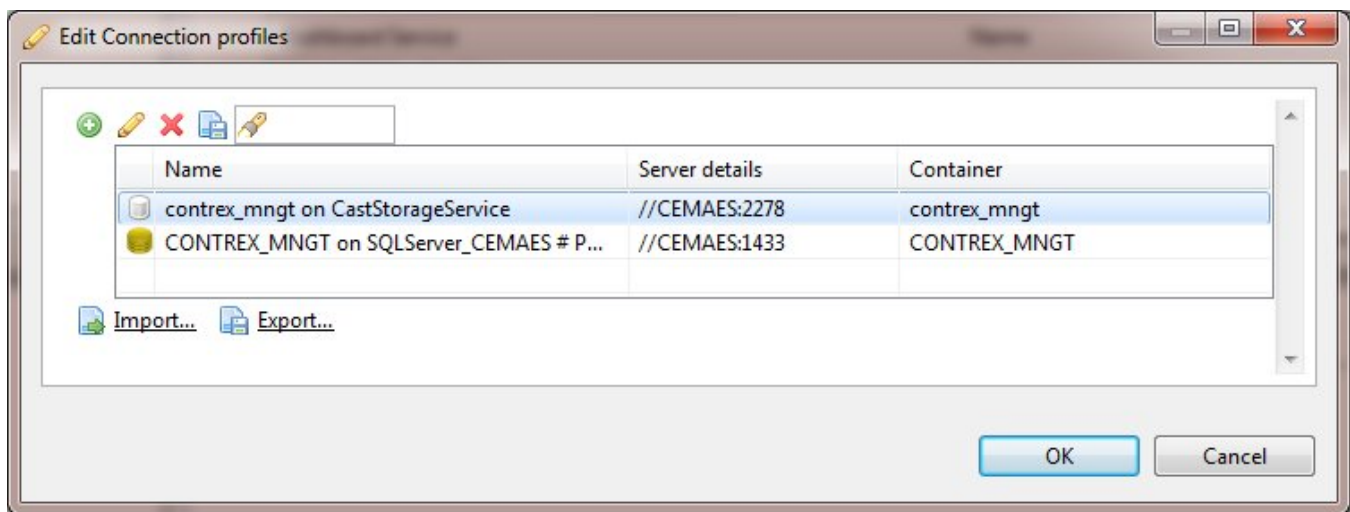 Edit Connection profiles
Name Server details Container
contrex_mngt on CastStorageService //CEMAES:2278 contrex_mngt
CONTREX_MNGT on SQLServer_CEMAES # P... //CEMAES:1433 CONTREX_MNGT
Import... Export...
OK Cancel